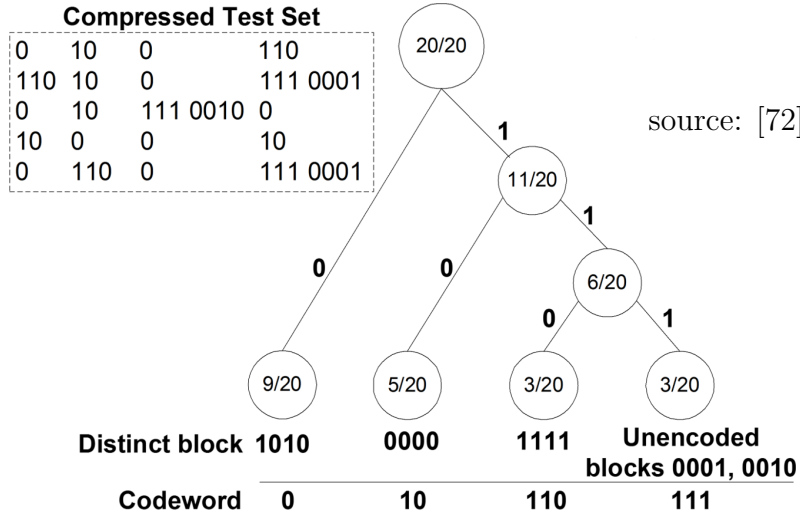 Compressed Test Set
0 10 0 110
110 10 0 111 0001
0 10 111 0010 0
10 0 0 10
0 110 0 111 0001
20/20
source: [72]
1
11/20
1
0
0
6/20
0
1
9/20
5/20
3/20
3/20
Distinct block 1010 0000 1111 Unencoded
blocks 0001, 0010
Codeword 0 10 110 111